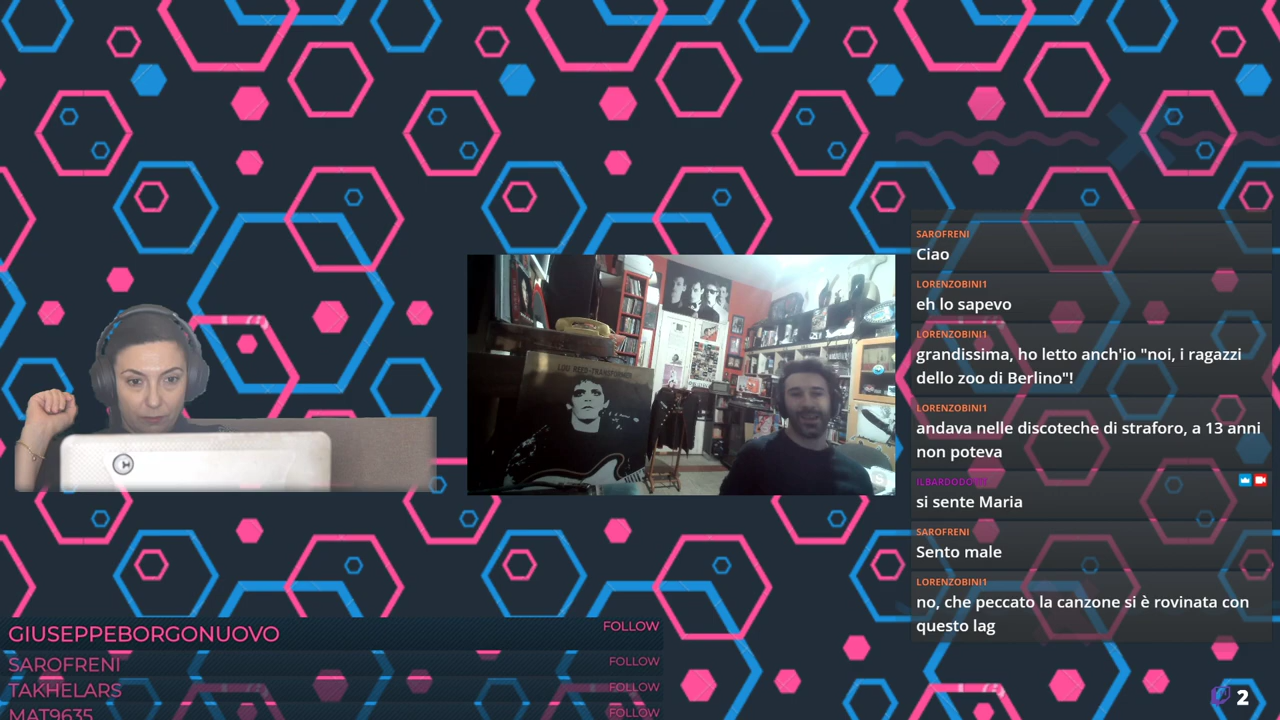 LOU REED·TRANSFORMER
SAROFRENI
Ciao
LORENZOBINI1
eh lo sapevo
LORENZOBINI1
grandissima, ho letto anch'io "noi, i ragazzi
dello zoo di Berlino"!
LORENZOBINI1
andava nelle discoteche di straforo, a 13 anni
non poteva
si sente Maria
SAROFRENI
Sento male
LORENZOBINI1
no, che peccato la canzone si è rovinata con
questo lag
GIUSEPPEBORGONUOVO FOLLOW
SAROFRENI FOLLOW
TAKHELARS FOLLOW
MAT9635 FOLLOW
2